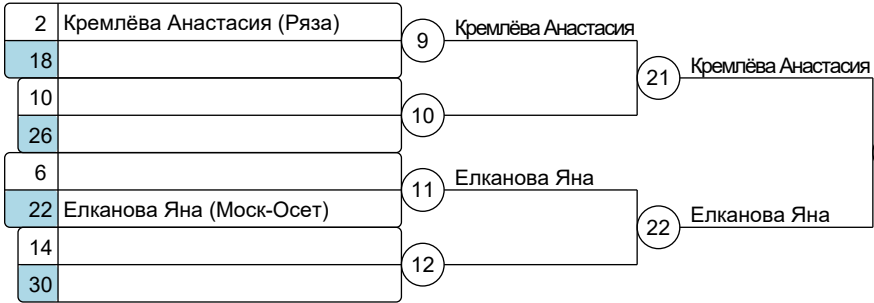 2 Кремлёва Анастасия (Ряза)
9 Кремлёва Анастасия
18
21 Кремлёва Анастасия
10
10
26
6
11 Елканова Яна
22 Елканова Яна (Моск-Осет)
22 Елканова Яна
14
12
30